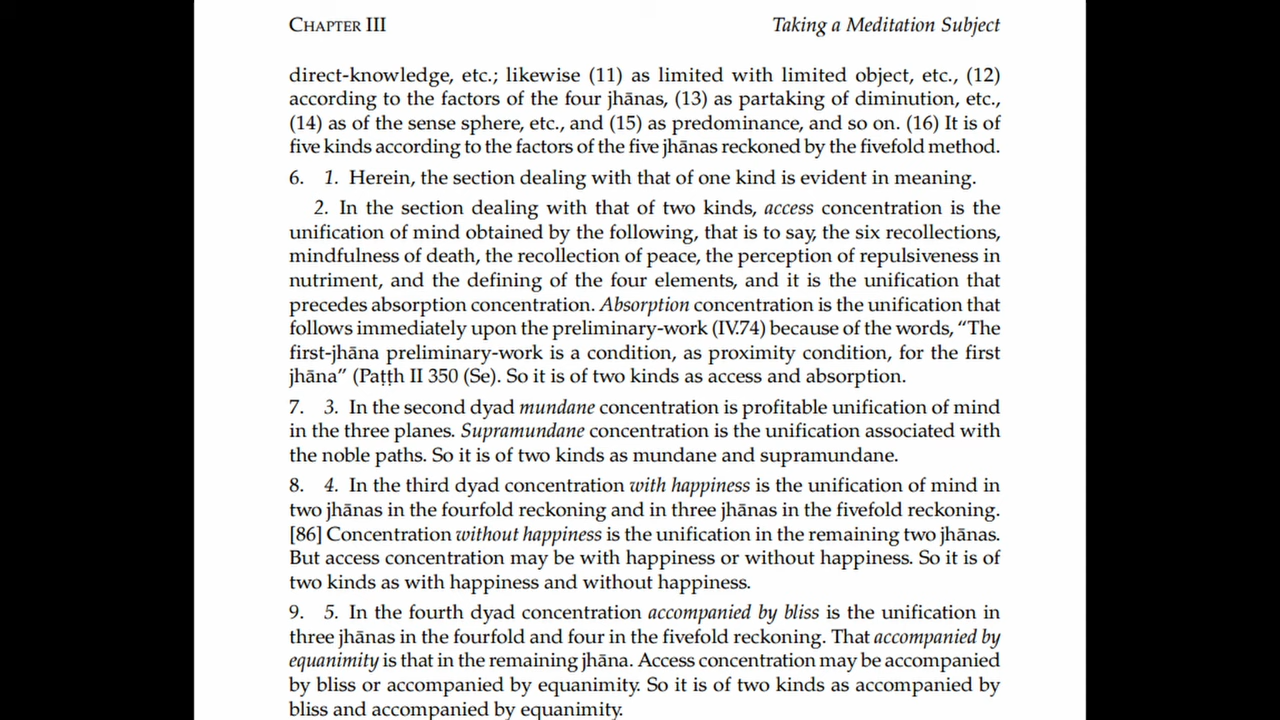 CHAPTER III Taking a Meditation Subject
direct-knowledge, etc.; likewise (11) as limited with limited object, etc., (12)
according to the factors of the four jhānas, (13) as partaking of diminution, etc.,
(14) as of the sense sphere, etc., and (15) as predominance, and so on. (16) It is of
five kinds according to the factors of the five jhānas reckoned by the fivefold method.
6. 1. Herein, the section dealing with that of one kind is evident in meaning.
2. In the section dealing with that of two kinds, access concentration is the
unification of mind obtained by the following, that is to say, the six recollections,
mindfulness of death, the recollection of peace, the perception of repulsiveness in
nutriment, and the defining of the four elements, and it is the unification that
precedes absorption concentration. Absorption concentration is the unification that
follows immediately upon the preliminary-work (IV.74) because of the words, “The
first-jhāna preliminary-work is a condition, as proximity condition, for the first
jhāna” (Paṭṭh II 350 (Se). So it is of two kinds as access and absorption.
7. 3. In the second dyad mundane concentration is profitable unification of mind
in the three planes. Supramundane concentration is the unification associated with
the noble paths. So it is of two kinds as mundane and supramundane.
8. 4. In the third dyad concentration with happiness is the unification of mind in
two jhānas in the fourfold reckoning and in three jhānas in the fivefold reckoning.
[86] Concentration without happiness is the unification in the remaining two jhānas.
But access concentration may be with happiness or without happiness. So it is of
two kinds as with happiness and without happiness.
9. 5. In the fourth dyad concentration accompanied by bliss is the unification in
three jhānas in the fourfold and four in the fivefold reckoning. That accompanied by
equanimity is that in the remaining jhāna. Access concentration may be accompanied
by bliss or accompanied by equanimity. So it is of two kinds as accompanied by
bliss and accompanied by equanimity.